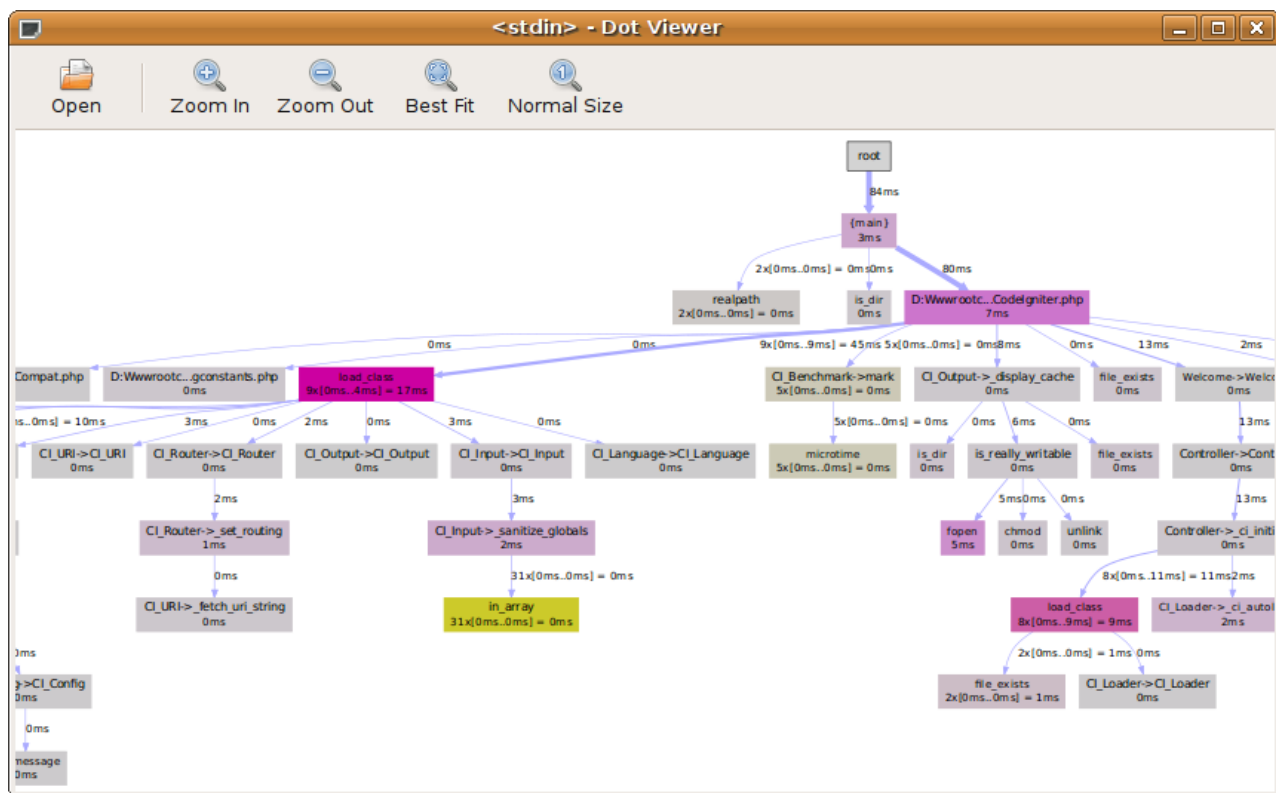 <stdin> - Dot Viewer
Open
Zoom In
Zoom Out
Best Fit
Normal Size
root
84ms
{main}
3ms
2x[0ms..0ms] = 0ms
0ms
80ms
realpath
2x[0ms..0ms] = 0ms
is_dir
0ms
D:Wwwrootc...CodeIgniter.php
7ms
0ms
0ms
9x[0ms..9ms] = 45ms
5x[0ms..0ms] = 0ms
8ms
0ms
13ms
2ms
Compat.php
D:Wwwrootc...gconstants.php
0ms
load_class
9x[0ms..4ms] = 17ms
CI_Benchmark->mark
5x[0ms..0ms] = 0ms
CI_Output->_display_cache
0ms
file_exists
0ms
Welcome->Welco
0ms
s..0ms] = 10ms
3ms
0ms
2ms
0ms
3ms
0ms
5x[0ms..0ms] = 0ms
0ms
6ms
0ms
13ms
CI_URI->CI_URI
0ms
CI_Router->CI_Router
0ms
CI_Output->CI_Output
0ms
CI_Input->CI_Input
0ms
CI_Language->CI_Language
0ms
microtime
5x[0ms..0ms] = 0ms
is_dir
0ms
is_really_writable
0ms
file_exists
0ms
Controller->Cont
0ms
2ms
3ms
5ms
0ms
0ms
13ms
CI_Router->_set_routing
1ms
CI_Input->_sanitize_globals
2ms
fopen
5ms
chmod
0ms
unlink
0ms
Controller->_ci_initi
0ms
0ms
31x[0ms..0ms] = 0ms
8x[0ms..11ms] = 11ms
2ms
CI_URI->_fetch_uri_string
0ms
in_array
31x[0ms..0ms] = 0ms
load_class
8x[0ms..9ms] = 9ms
CI_Loader->_ci_autol
2ms
0ms
2x[0ms..0ms] = 1ms
0ms
->CI_Config
0ms
file_exists
2x[0ms..0ms] = 1ms
CI_Loader->CI_Loader
0ms
0ms
message
0ms